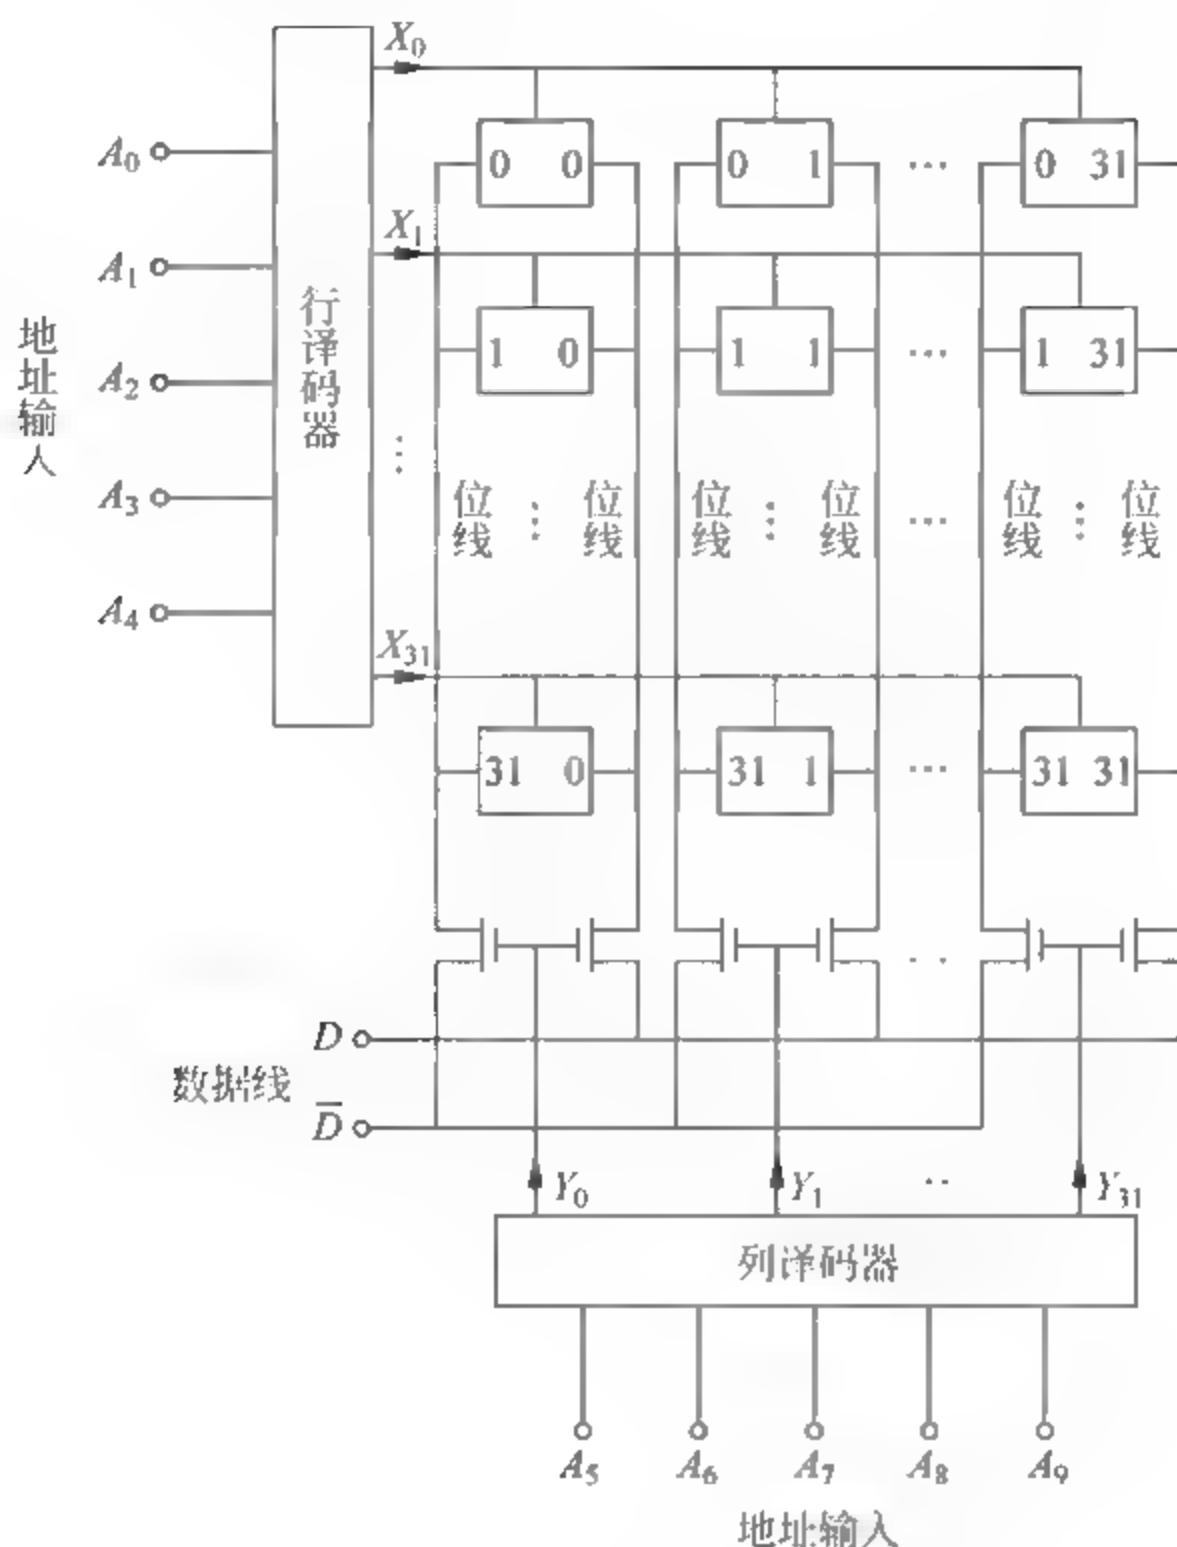 X₀
A₀
0 0
0 1
…
0 31
X₁
A₁
1 0
1 1
…
1 31
地址输入
行译码器
A₂
A₃
位线
位线
位线
位线
…
位线
位线
A₄
X₃₁
31 0
31 1
…
31 31
D
数据线
D̅
Y₀
Y₁
Y₃₁
列译码器
A₅
A₆
A₇
A₈
A₉
地址输入